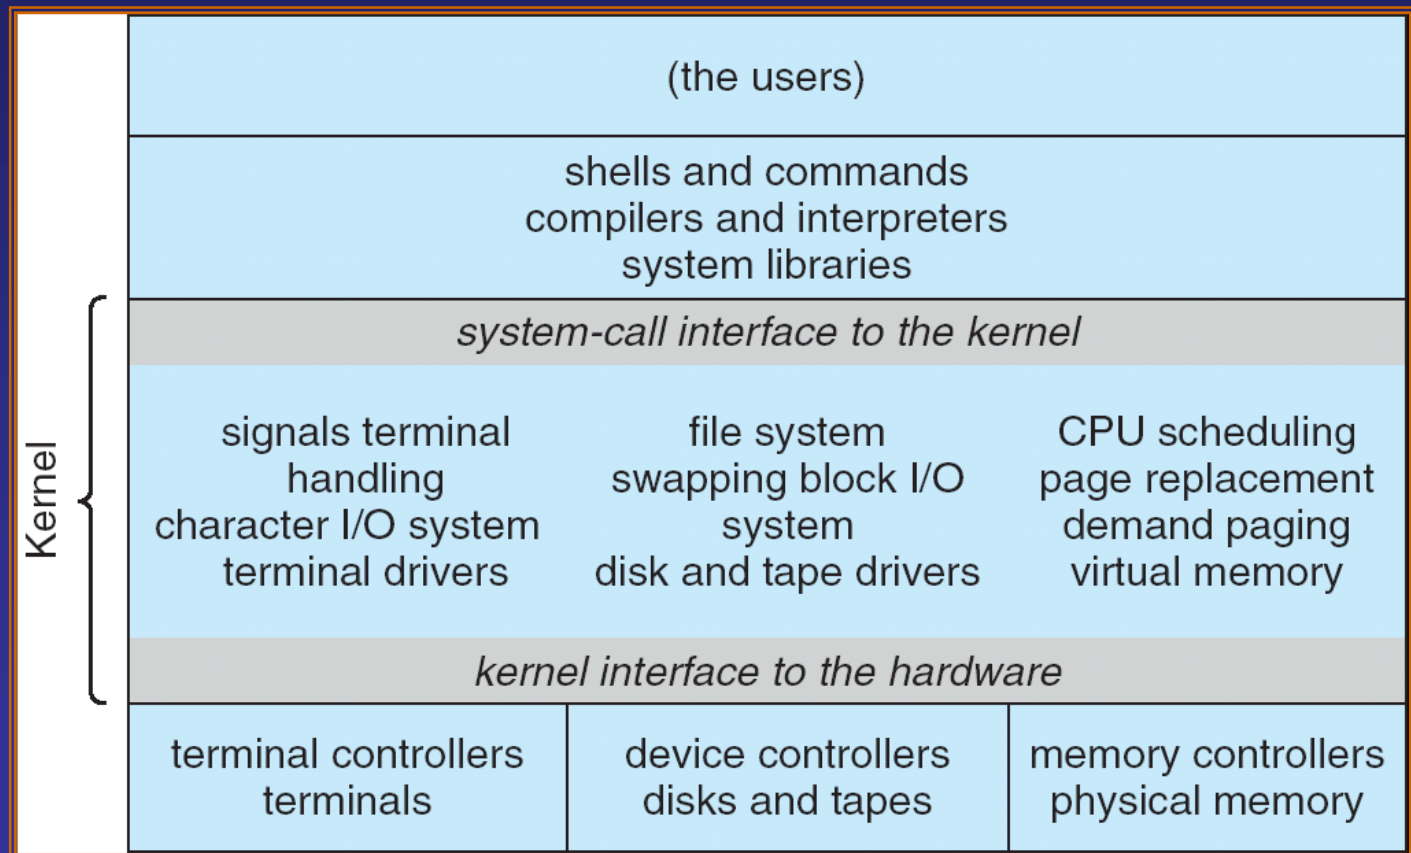 (the users)
shells and commands
compilers and interpreters
system libraries
Kernel
system-call interface to the kernel
signals terminal
handling
character I/O system
terminal drivers
file system
swapping block I/O
system
disk and tape drivers
CPU scheduling
page replacement
demand paging
virtual memory
kernel interface to the hardware
terminal controllers
terminals
device controllers
disks and tapes
memory controllers
physical memory